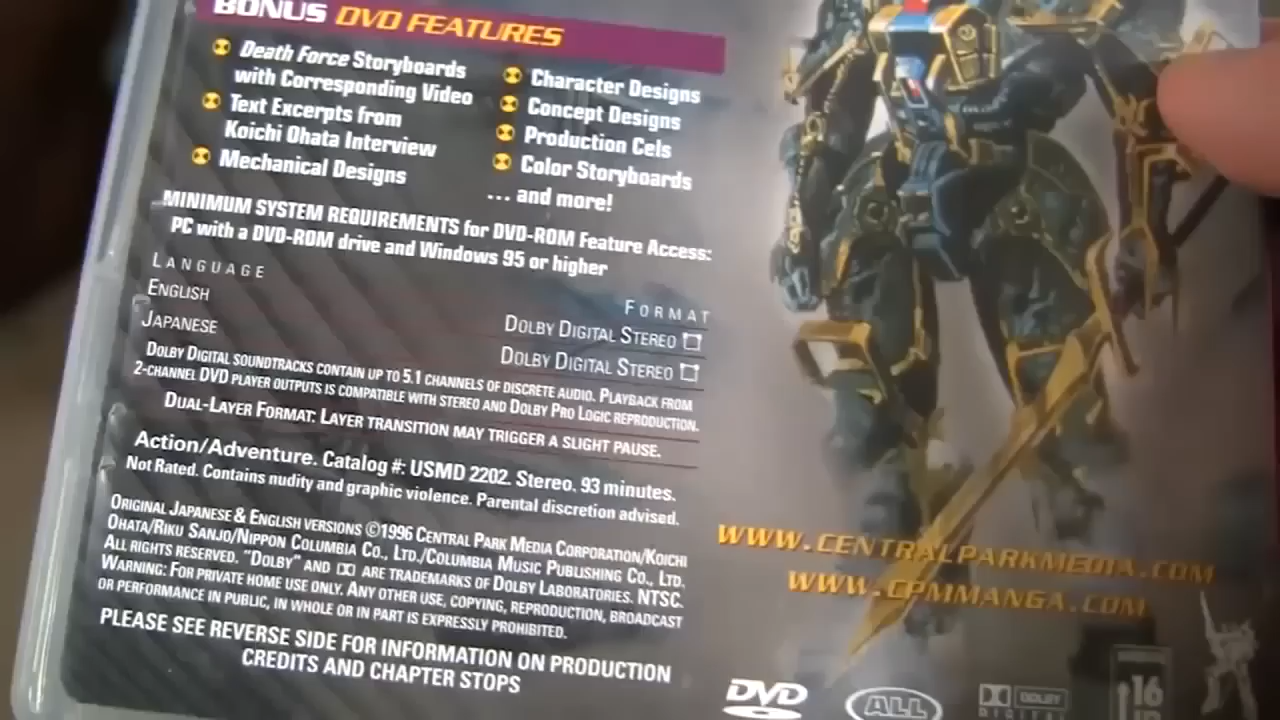 BONUS DVD FEATURES
Death Force Storyboards
with Corresponding Video
Text Excerpts from
Koichi Ohata Interview
Mechanical Designs
Character Designs
Concept Designs
Production Cels
Color Storyboards
... and more!
MINIMUM SYSTEM REQUIREMENTS for DVD-ROM Feature Access:
PC with a DVD-ROM drive and Windows 95 or higher
LANGUAGE
FORMAT
ENGLISH
DOLBY DIGITAL STEREO
JAPANESE
DOLBY DIGITAL STEREO
DOLBY DIGITAL SOUNDTRACKS CONTAIN UP TO 5.1 CHANNELS OF DISCRETE AUDIO. PLAYBACK FROM
2-CHANNEL DVD PLAYER OUTPUTS IS COMPATIBLE WITH STEREO AND DOLBY PRO LOGIC REPRODUCTION.
DUAL-LAYER FORMAT: LAYER TRANSITION MAY TRIGGER A SLIGHT PAUSE.
Action/Adventure. Catalog #: USMD 2202. Stereo. 93 minutes.
Not Rated. Contains nudity and graphic violence. Parental discretion advised.
ORIGINAL JAPANESE & ENGLISH VERSIONS ©1996 CENTRAL PARK MEDIA CORPORATION/KOICHI
OHATA/RIKU SANJO/NIPPON COLUMBIA CO., LTD./COLUMBIA MUSIC PUBLISHING CO., LTD.
ALL RIGHTS RESERVED. "DOLBY" AND ARE TRADEMARKS OF DOLBY LABORATORIES. NTSC.
WARNING: FOR PRIVATE HOME USE ONLY. ANY OTHER USE, COPYING, REPRODUCTION, BROADCAST
OR PERFORMANCE IN PUBLIC, IN WHOLE OR IN PART IS EXPRESSLY PROHIBITED.
PLEASE SEE REVERSE SIDE FOR INFORMATION ON PRODUCTION
CREDITS AND CHAPTER STOPS
WWW.CENTRALPARKMEDIA.COM
WWW.CPMMANGA.COM
DVD
ALL
DOLBY
DIGITAL
16